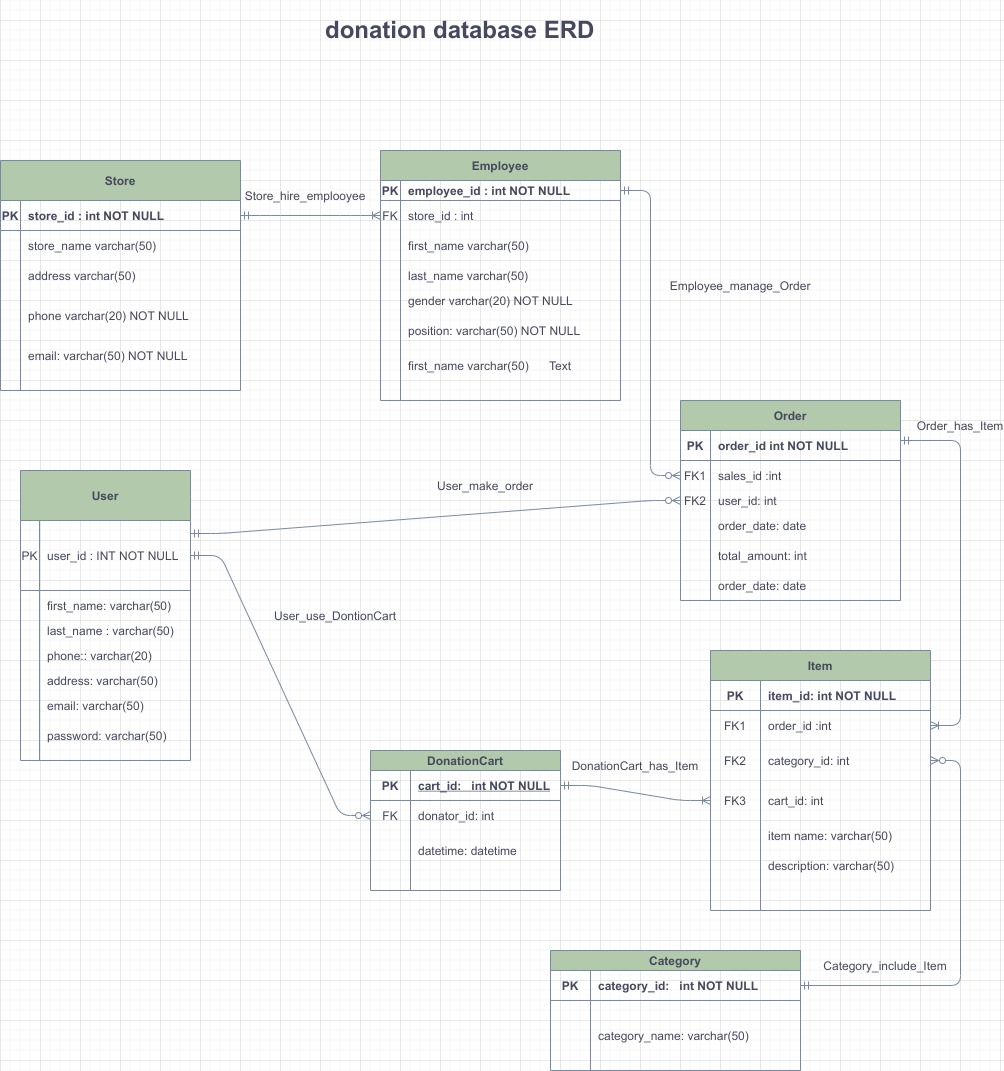 donation database ERD
Store
PK store_id : int NOT NULL
store_name varchar(50)
address varchar(50)
phone varchar(20) NOT NULL
email: varchar(50) NOT NULL
Store_hire_emplooyee
Employee
PK employee_id : int NOT NULL
FK store_id : int
first_name varchar(50)
last_name varchar(50)
gender varchar(20) NOT NULL
position: varchar(50) NOT NULL
first_name varchar(50) Text
Employee_manage_Order
Order
PK order_id int NOT NULL
FK1 sales_id :int
FK2 user_id: int
order_date: date
total_amount: int
order_date: date
Order_has_Item
User
PK user_id : INT NOT NULL
first_name: varchar(50)
last_name : varchar(50)
phone:: varchar(20)
address: varchar(50)
email: varchar(50)
password: varchar(50)
User_make_order
User_use_DontionCart
DonationCart
PK cart_id: int NOT NULL
FK donator_id: int
datetime: datetime
DonationCart_has_Item
Item
PK item_id: int NOT NULL
FK1 order_id :int
FK2 category_id: int
FK3 cart_id: int
item name: varchar(50)
description: varchar(50)
Category
PK category_id: int NOT NULL
category_name: varchar(50)
Category_include_Item